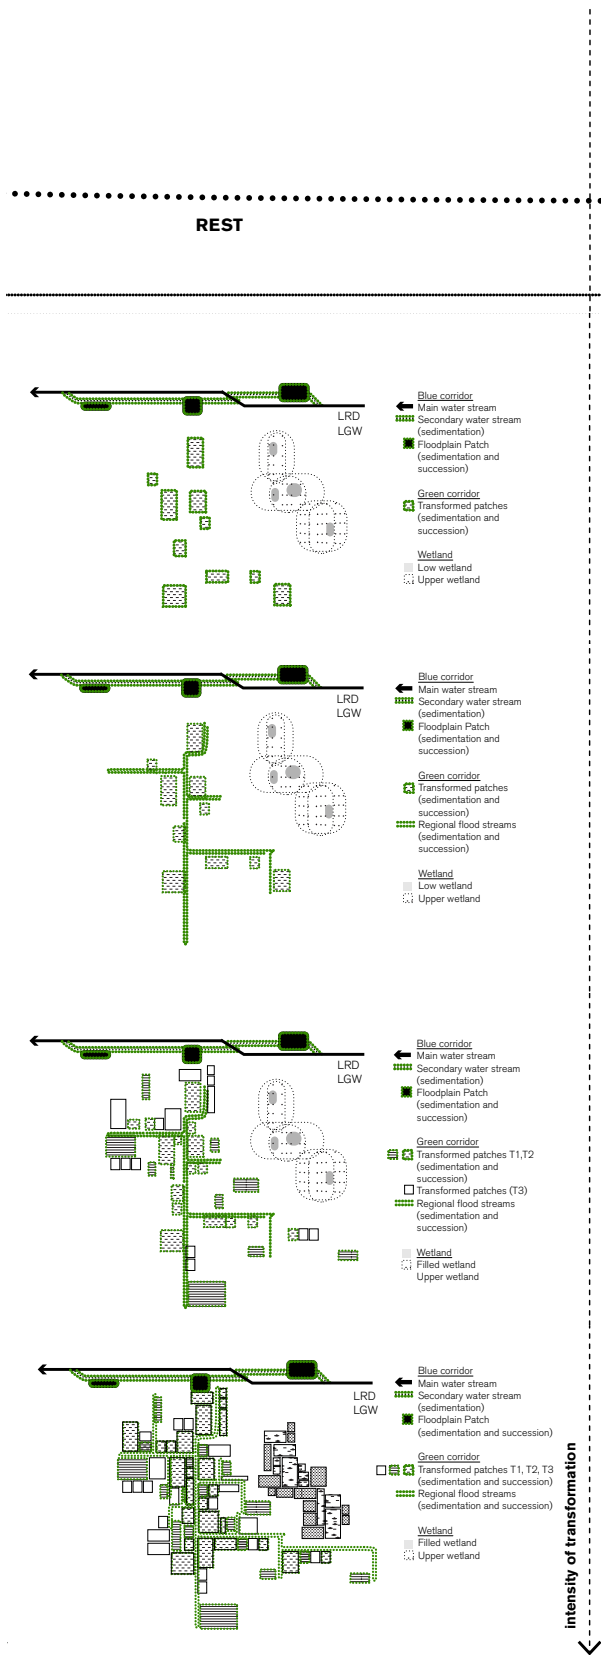 REST
LRD
LGW
Blue corridor
Main water stream
Secondary water stream
(sedimentation)
Floodplain Patch
(sedimentation and
succession)
Green corridor
Transformed patches
(sedimentation and
succession)
Wetland
Low wetland
Upper wetland
LRD
LGW
Blue corridor
Main water stream
Secondary water stream
(sedimentation)
Floodplain Patch
(sedimentation and
succession)
Green corridor
Transformed patches
(sedimentation and
succession)
Regional flood streams
(sedimentation and
succession)
Wetland
Low wetland
Upper wetland
LRD
LGW
Blue corridor
Main water stream
Secondary water stream
(sedimentation)
Floodplain Patch
(sedimentation and
succession)
Green corridor
Transformed patches T1,T2
(sedimentation and
succession)
Transformed patches (T3)
Regional flood streams
(sedimentation and
succession)
Wetland
Filled wetland
Upper wetland
LRD
LGW
Blue corridor
Main water stream
Secondary water stream
(sedimentation)
Floodplain Patch
(sedimentation and succession)
Green corridor
Transformed patches T1, T2, T3
(sedimentation and succession)
Regional flood streams
(sedimentation and succession)
Wetland
Filled wetland
Upper wetland
intensity of transformation